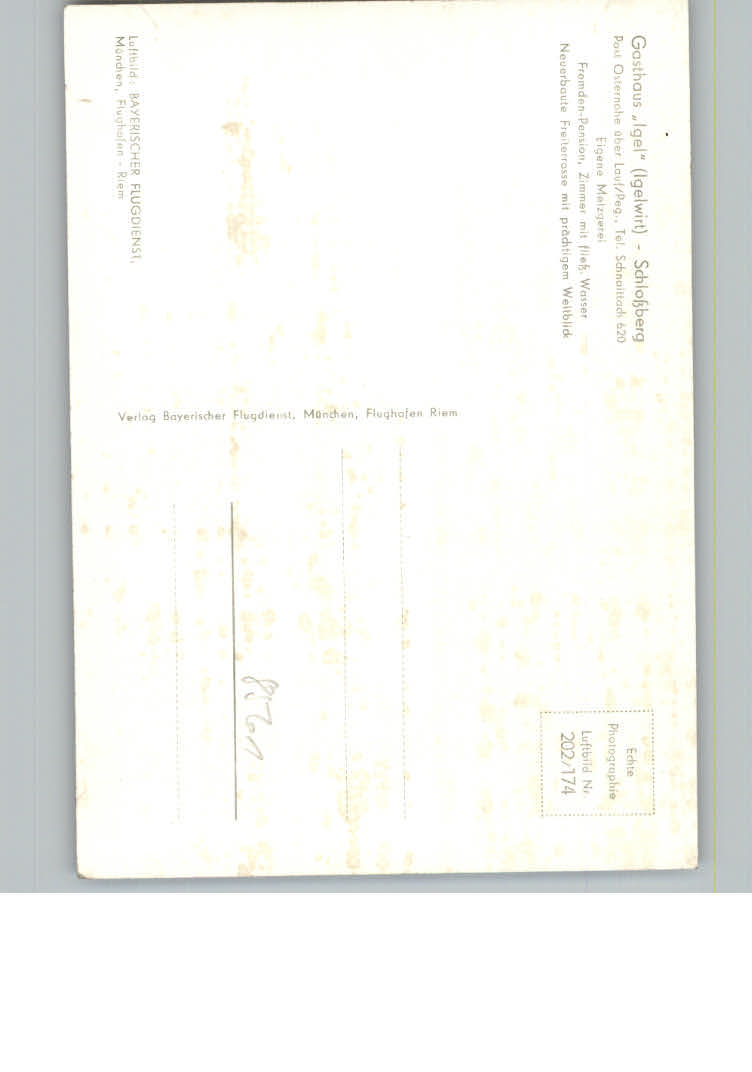 Gasthaus „Igel“ (Igelwirt) - Schloßberg
Post Osternohe über Lauf/Peg., Tel. Schnaittach 620
Eigene Metzgerei
Fremden-Pension, Zimmer mit fließ. Wasser
Neuerbaute Freiterrasse mit prächtigem Weitblick
Luftbild: BAYERISCHER FLUGDIENST,
München, Flughafen - Riem
Verlag Bayerischer Flugdienst, München, Flughafen Riem
Echte
Photographie
Luftbild Nr.
202/174